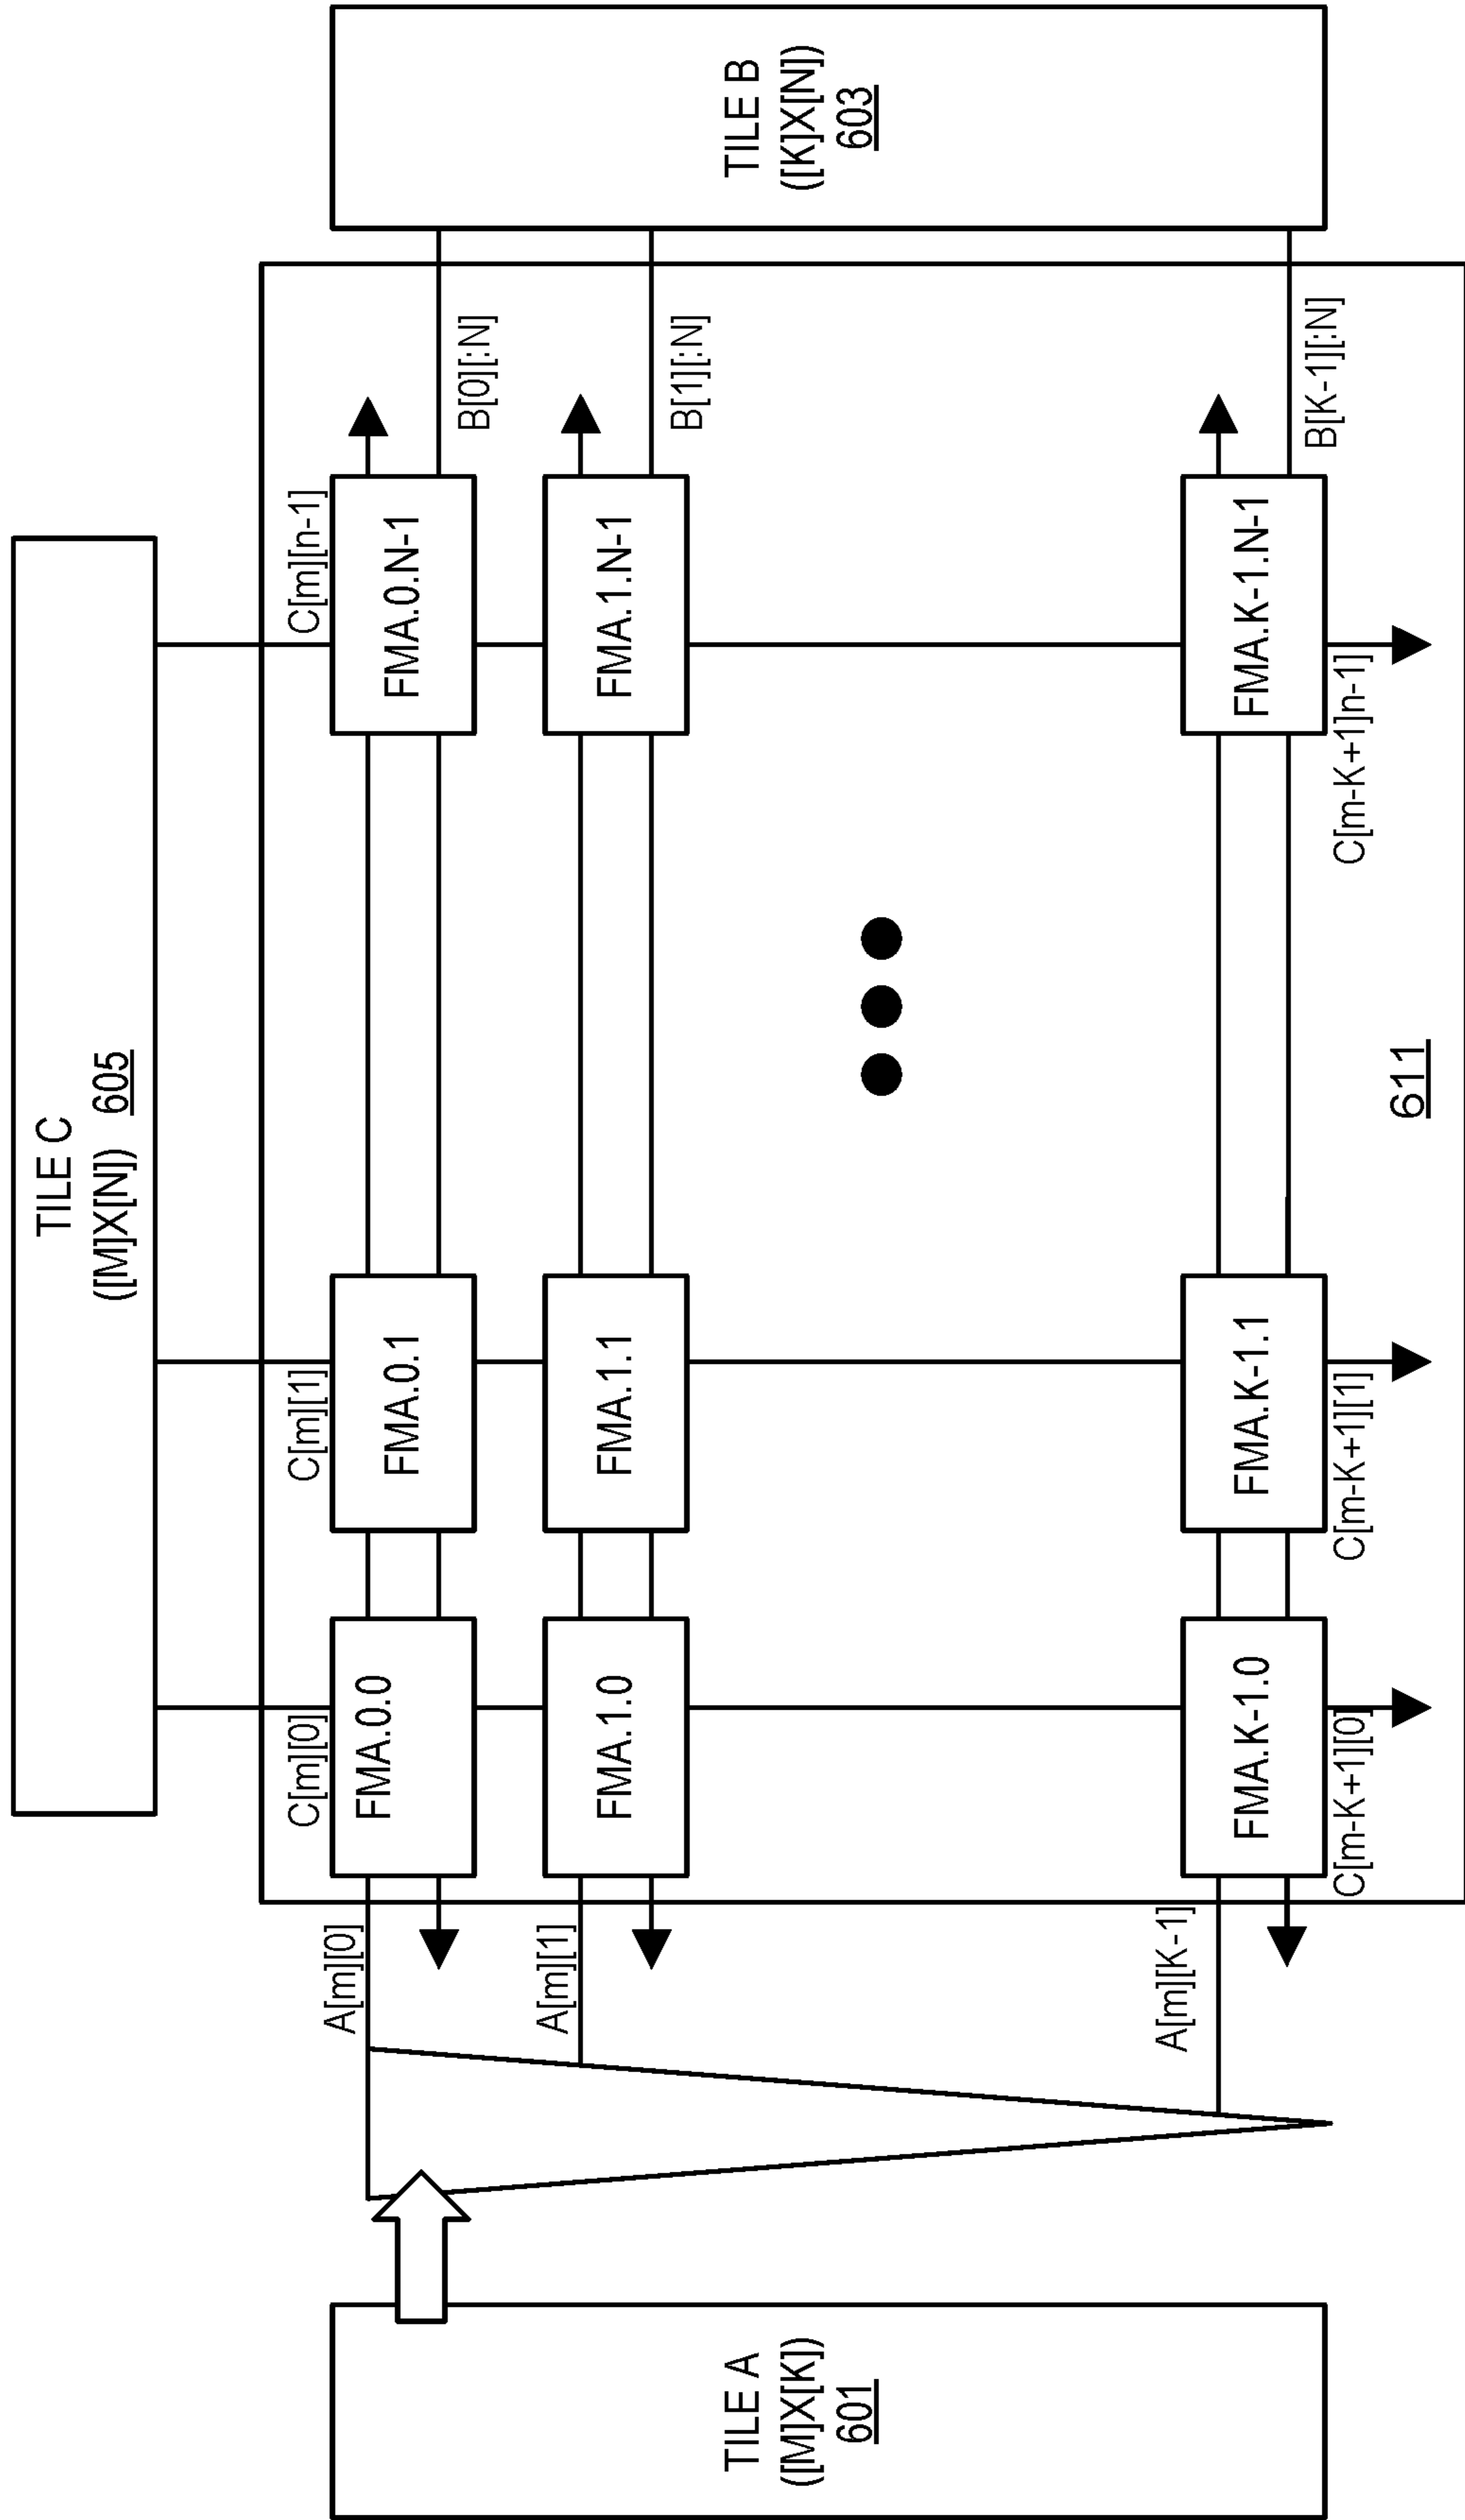 TILE C
([M]X[N]) 605
C[m][0]
C[m][1]
C[m][n-1]
A[m][0]
FMA.0.0
FMA.0.1
FMA.0.N-1
B[0][:N]
A[m][1]
FMA.1.0
FMA.1.1
FMA.1.N-1
B[1][:N]
TILE A
([M]X[K])
601
TILE B
([K]X[N])
603
A[m][K-1]
FMA.K-1.0
FMA.K-1.1
FMA.K-1.N-1
B[K-1][:N]
C[m-K+1][0]
C[m-K+1][1]
C[m-K+1]n-1]
611